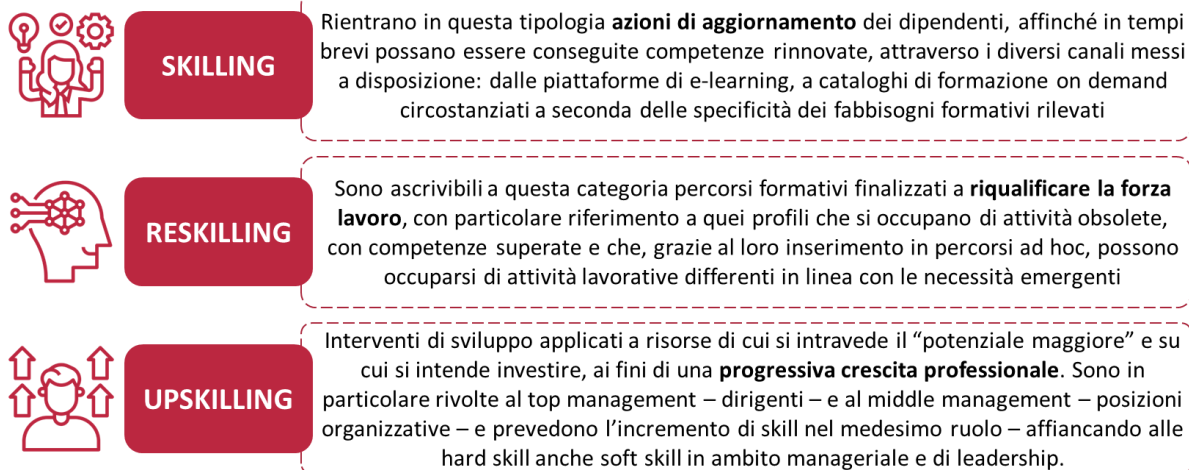 SKILLING
Rientrano in questa tipologia azioni di aggiornamento dei dipendenti, affinché in tempi
brevi possano essere conseguite competenze rinnovate, attraverso i diversi canali messi
a disposizione: dalle piattaforme di e-learning, a cataloghi di formazione on demand
circostanziati a seconda delle specificità dei fabbisogni formativi rilevati
RESKILLING
Sono ascrivibili a questa categoria percorsi formativi finalizzati a riqualificare la forza
lavoro, con particolare riferimento a quei profili che si occupano di attività obsolete,
con competenze superate e che, grazie al loro inserimento in percorsi ad hoc, possono
occuparsi di attività lavorative differenti in linea con le necessità emergenti
UPSKILLING
Interventi di sviluppo applicati a risorse di cui si intravede il “potenziale maggiore” e su
cui si intende investire, ai fini di una progressiva crescita professionale. Sono in
particolare rivolte al top management – dirigenti – e al middle management – posizioni
organizzative – e prevedono l’incremento di skill nel medesimo ruolo – affiancando alle
hard skill anche soft skill in ambito manageriale e di leadership.